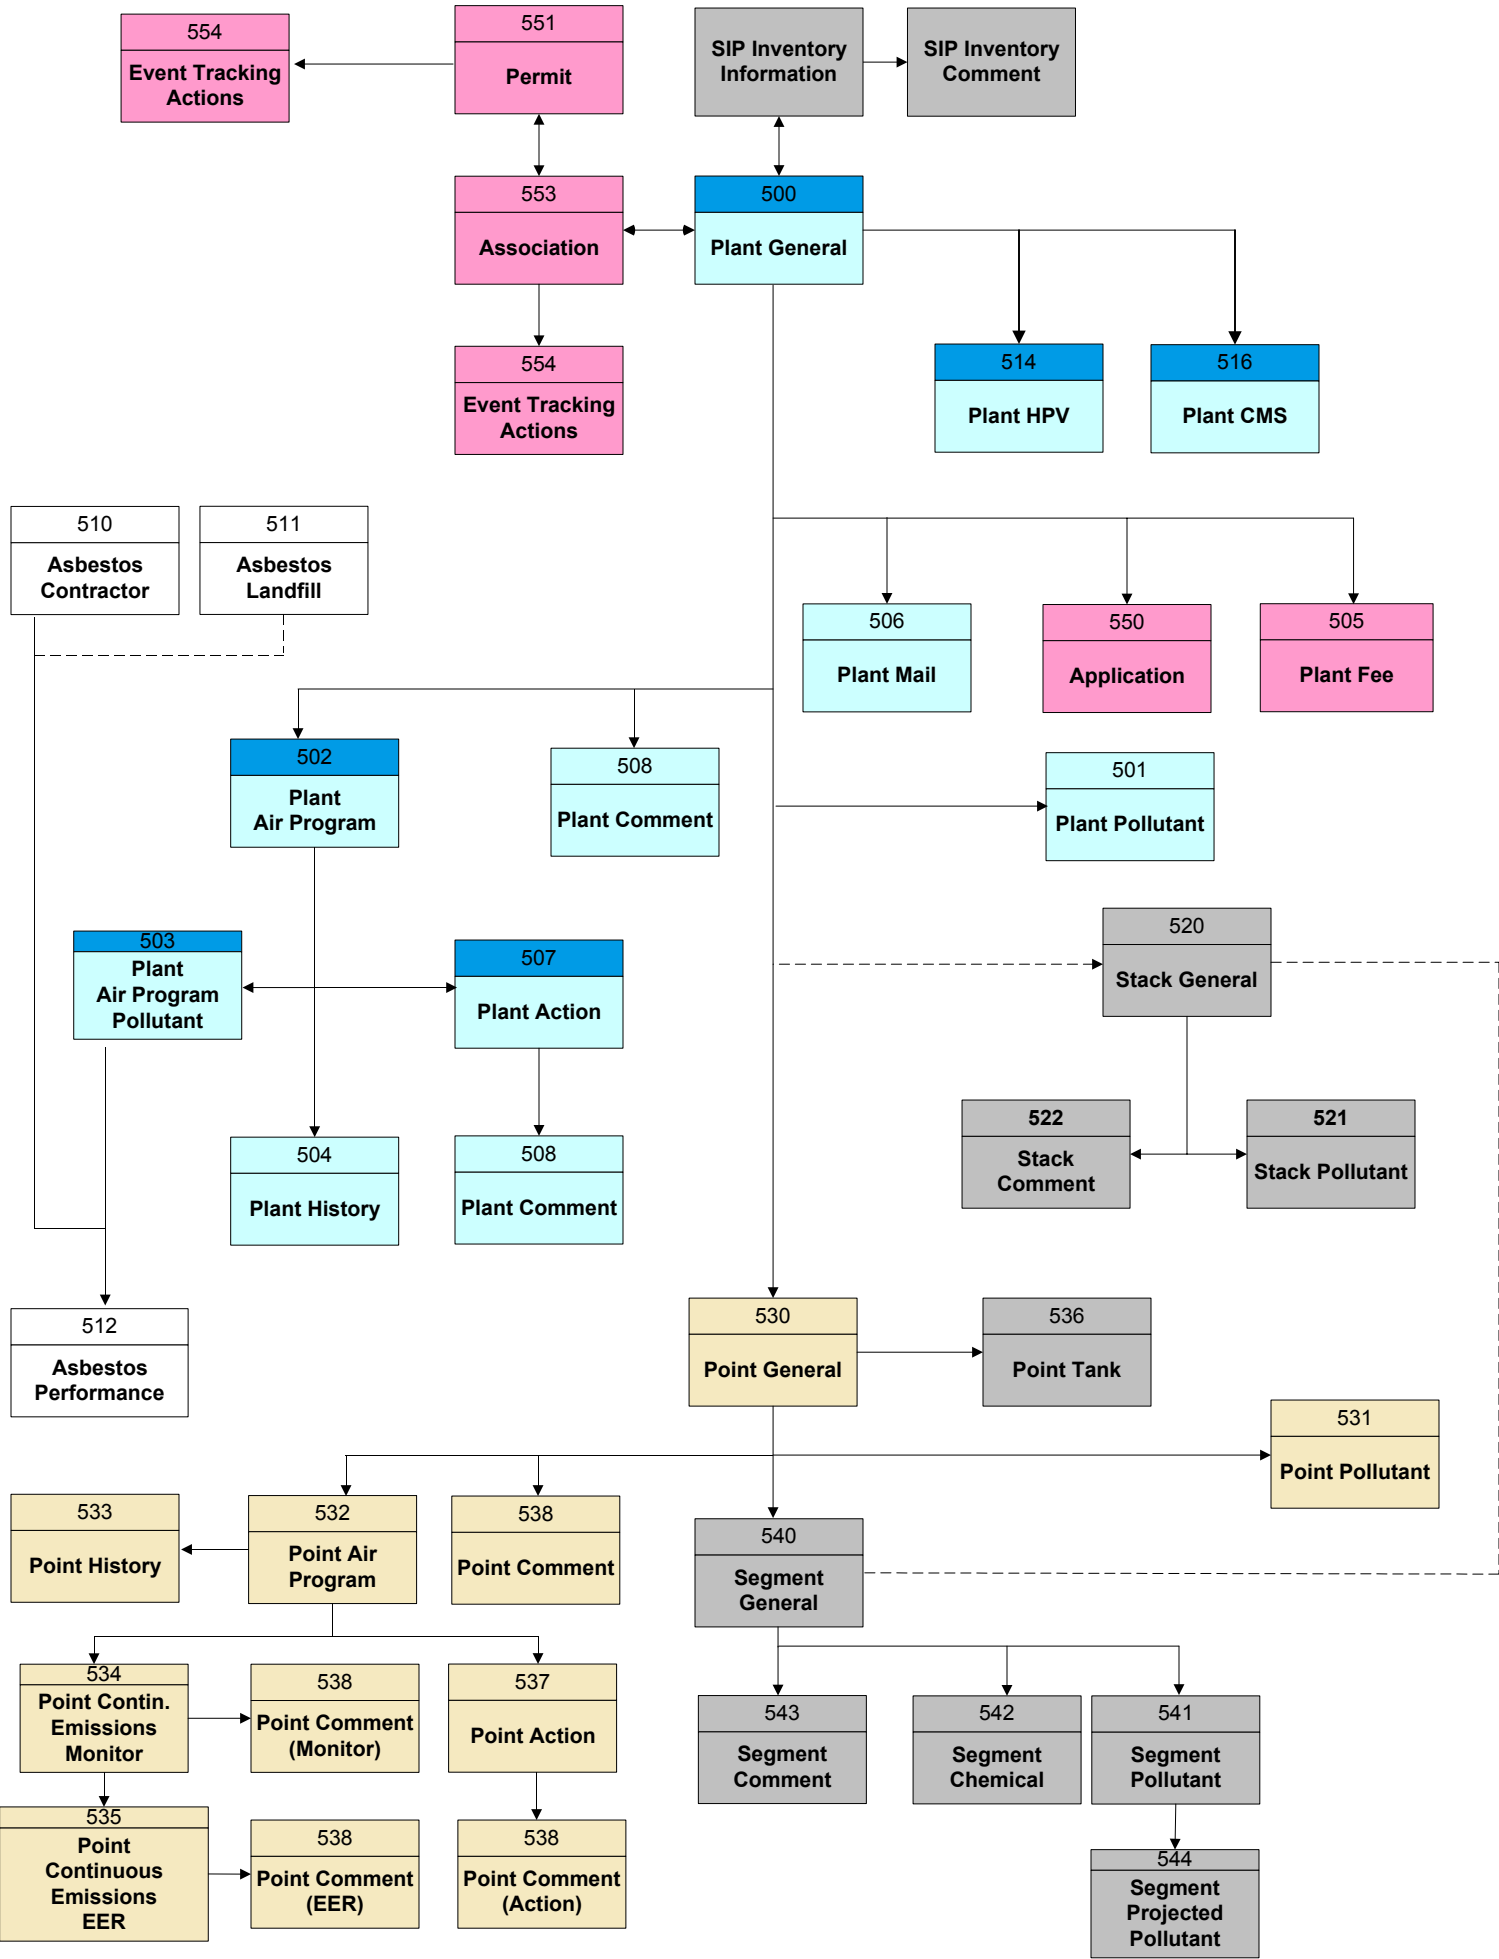 554
Event Tracking
Actions
551
Permit
SIP Inventory
Information
SIP Inventory
Comment
553
Association
500
Plant General
554
Event Tracking
Actions
514
Plant HPV
516
Plant CMS
510
Asbestos
Contractor
511
Asbestos
Landfill
506
Plant Mail
550
Application
505
Plant Fee
502
Plant
Air Program
508
Plant Comment
501
Plant Pollutant
503
Plant
Air Program
Pollutant
507
Plant Action
520
Stack General
504
Plant History
508
Plant Comment
522
Stack
Comment
521
Stack Pollutant
512
Asbestos
Performance
530
Point General
536
Point Tank
531
Point Pollutant
533
Point History
532
Point Air
Program
538
Point Comment
540
Segment
General
534
Point Contin.
Emissions
Monitor
538
Point Comment
(Monitor)
537
Point Action
543
Segment
Comment
542
Segment
Chemical
541
Segment
Pollutant
535
Point
Continuous
Emissions
EER
538
Point Comment
(EER)
538
Point Comment
(Action)
544
Segment
Projected
Pollutant